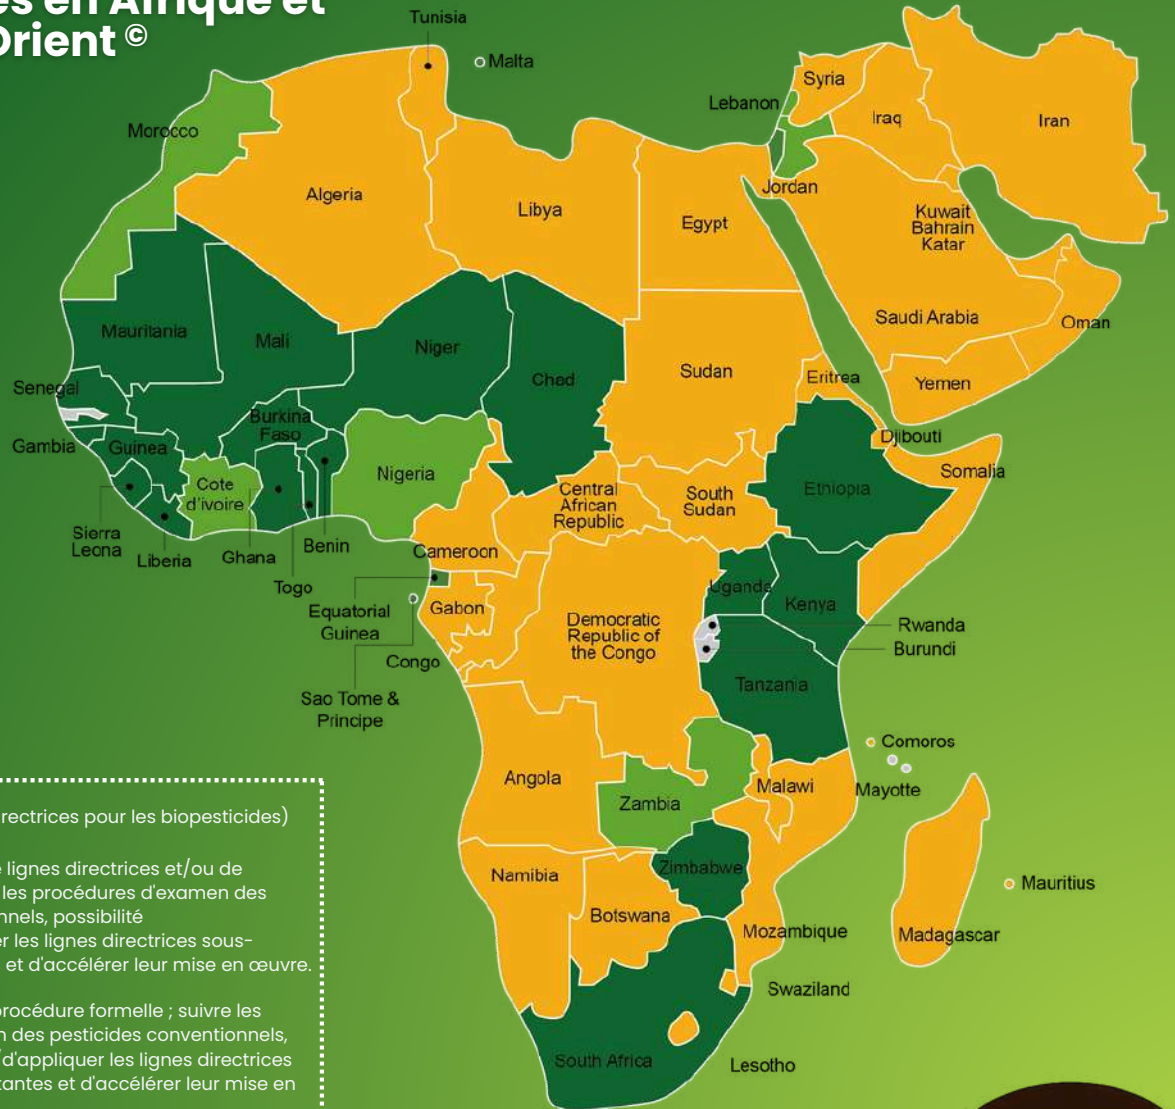 es en Afrique et
Orient ©
Tunisia
Malta
Syria
Lebanon
Iraq
Iran
Morocco
Algeria
Libya
Egypt
Jordan
Kuwait
Bahrain
Katar
Saudi Arabia
Oman
Mauritania
Mali
Niger
Chad
Sudan
Eritrea
Yemen
Senegal
Burkina
Faso
Djibouti
Gambia
Guinea
Somalia
Nigeria
Cote
d'ivoire
Central
African
Republic
South
Sudan
Ethiopia
Sierra
Leona
Liberia
Ghana
Benin
Cameroon
Togo
Uganda
Kenya
Equatorial
Guinea
Gabon
Democratic
Republic of
the Congo
Rwanda
Burundi
Congo
Tanzania
Sao Tome &
Principe
Comoros
Angola
Malawi
Mayotte
Zambia
Zimbabwe
Namibia
Mauritius
Botswana
Mozambique
Madagascar
Swaziland
South Africa
Lesotho
rectrices pour les biopesticides)
e lignes directrices et/ou de
les procédures d'examen des
nnels, possibilité
er les lignes directrices sous-
et d'accélérer leur mise en œuvre.
procédure formelle ; suivre les
n des pesticides conventionnels,
d'appliquer les lignes directrices
tantes et d'accélérer leur mise en